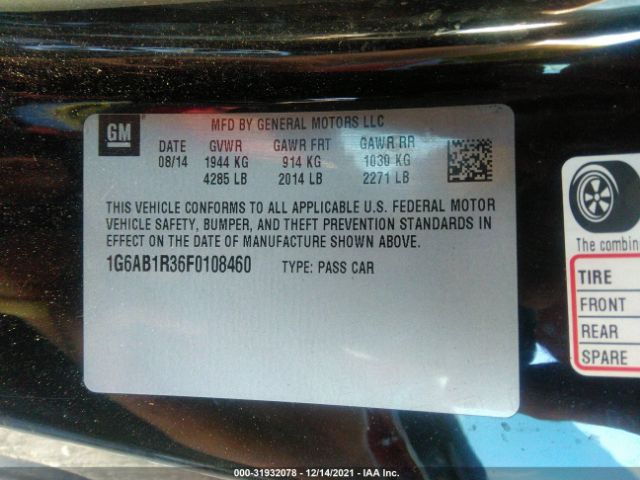 GM
MFD BY GENERAL MOTORS LLC
DATE GVWR GAWR FRT GAWR RR
08/14 1944 KG 914 KG 1030 KG
4285 LB 2014 LB 2271 LB
THIS VEHICLE CONFORMS TO ALL APPLICABLE U.S. FEDERAL MOTOR
VEHICLE SAFETY, BUMPER, AND THEFT PREVENTION STANDARDS IN
EFFECT ON THE DATE OF MANUFACTURE SHOWN ABOVE.
1G6AB1R36F0108460 TYPE: PASS CAR
The combin
TIRE
FRONT
REAR
SPARE
000-31932078 - 12/14/2021 - IAA Inc.